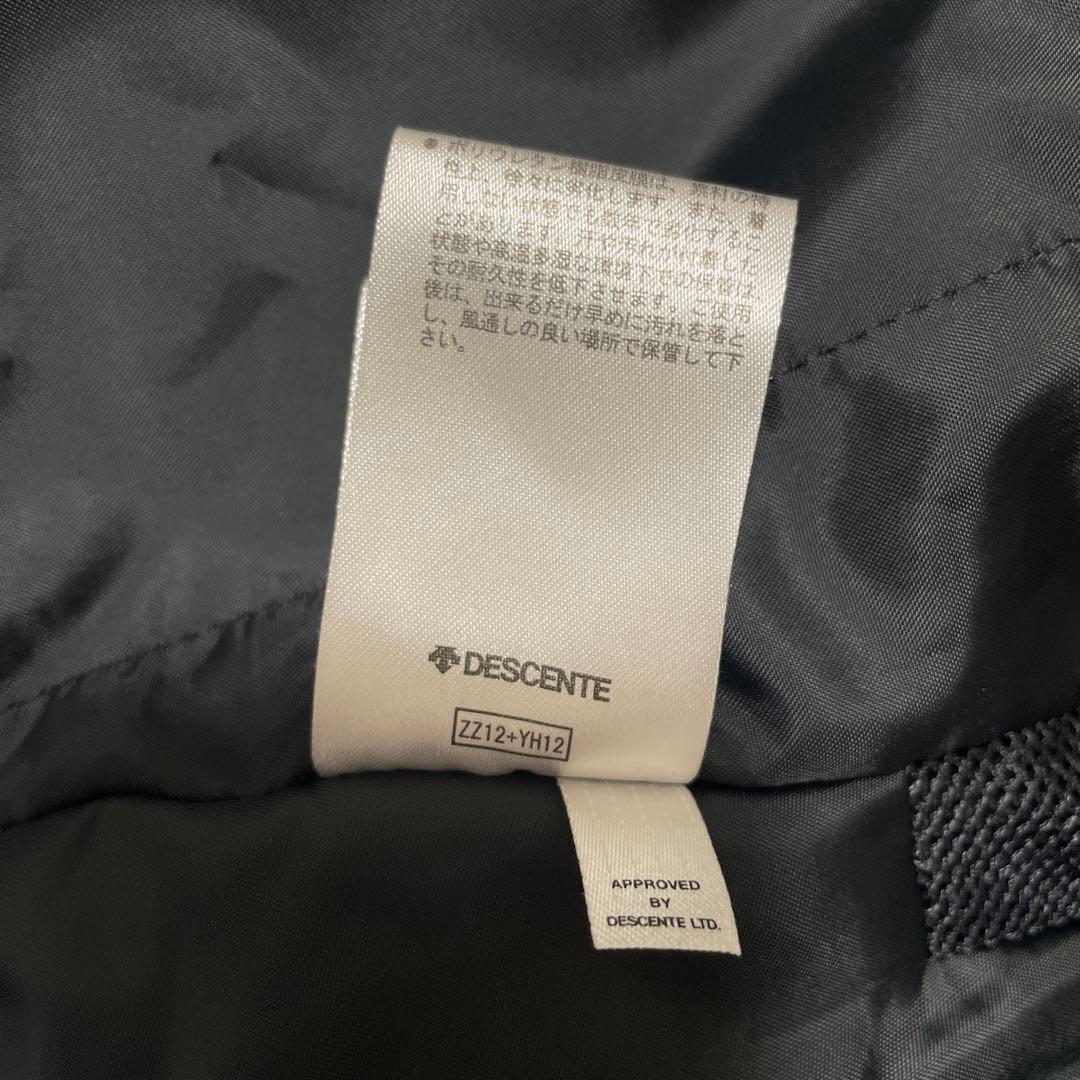 ● ポリウレタン樹脂皮膜は、素材の特
性上、徐々に劣化します。また、着
用しない状態でも数年で劣化するこ
とがあります。汗や汚れが付着した
状態や高温多湿な環境下での保管は、
その耐久性を低下させます。ご使用
後は、出来るだけ早めに汚れを落と
し、風通しの良い場所で保管して下
さい。
DESCENTE
ZZ12+YH12
APPROVED
BY
DESCENTE LTD.